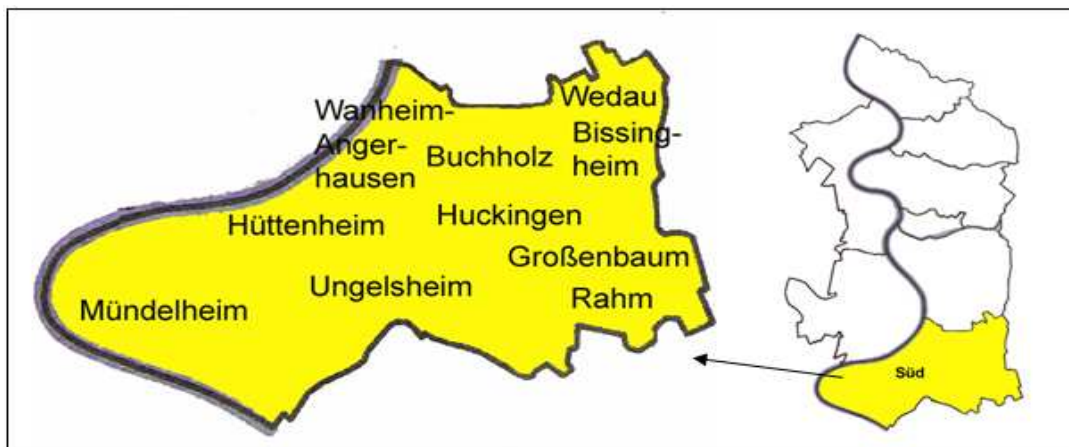 Wanheim-
Anger-
hausen
Buchholz
Wedau
Bissing-
heim
Hüttenheim
Huckingen
Großenbaum
Ungelsheim
Rahm
Mündelheim
Süd